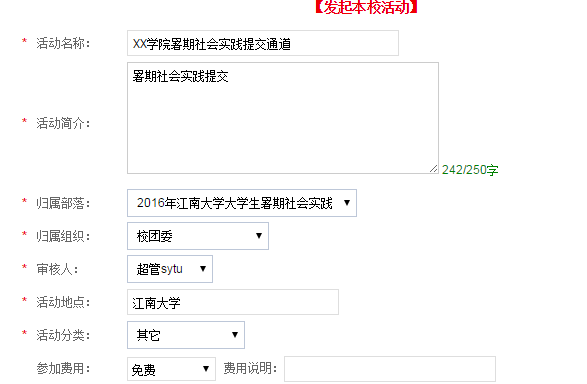 【发起本校活动】
* 活动名称： XX学院署期社会实践提交通道
* 活动简介： 署期社会实践提交
242/250字
* 归属部落： 2016年江南大学大学生署期社会实践 ▼
* 归属组织： 校团委 ▼
* 审核人： 超管sytu ▼
* 活动地点： 江南大学
* 活动分类： 其它 ▼
参加费用： 免费 ▼ 费用说明：